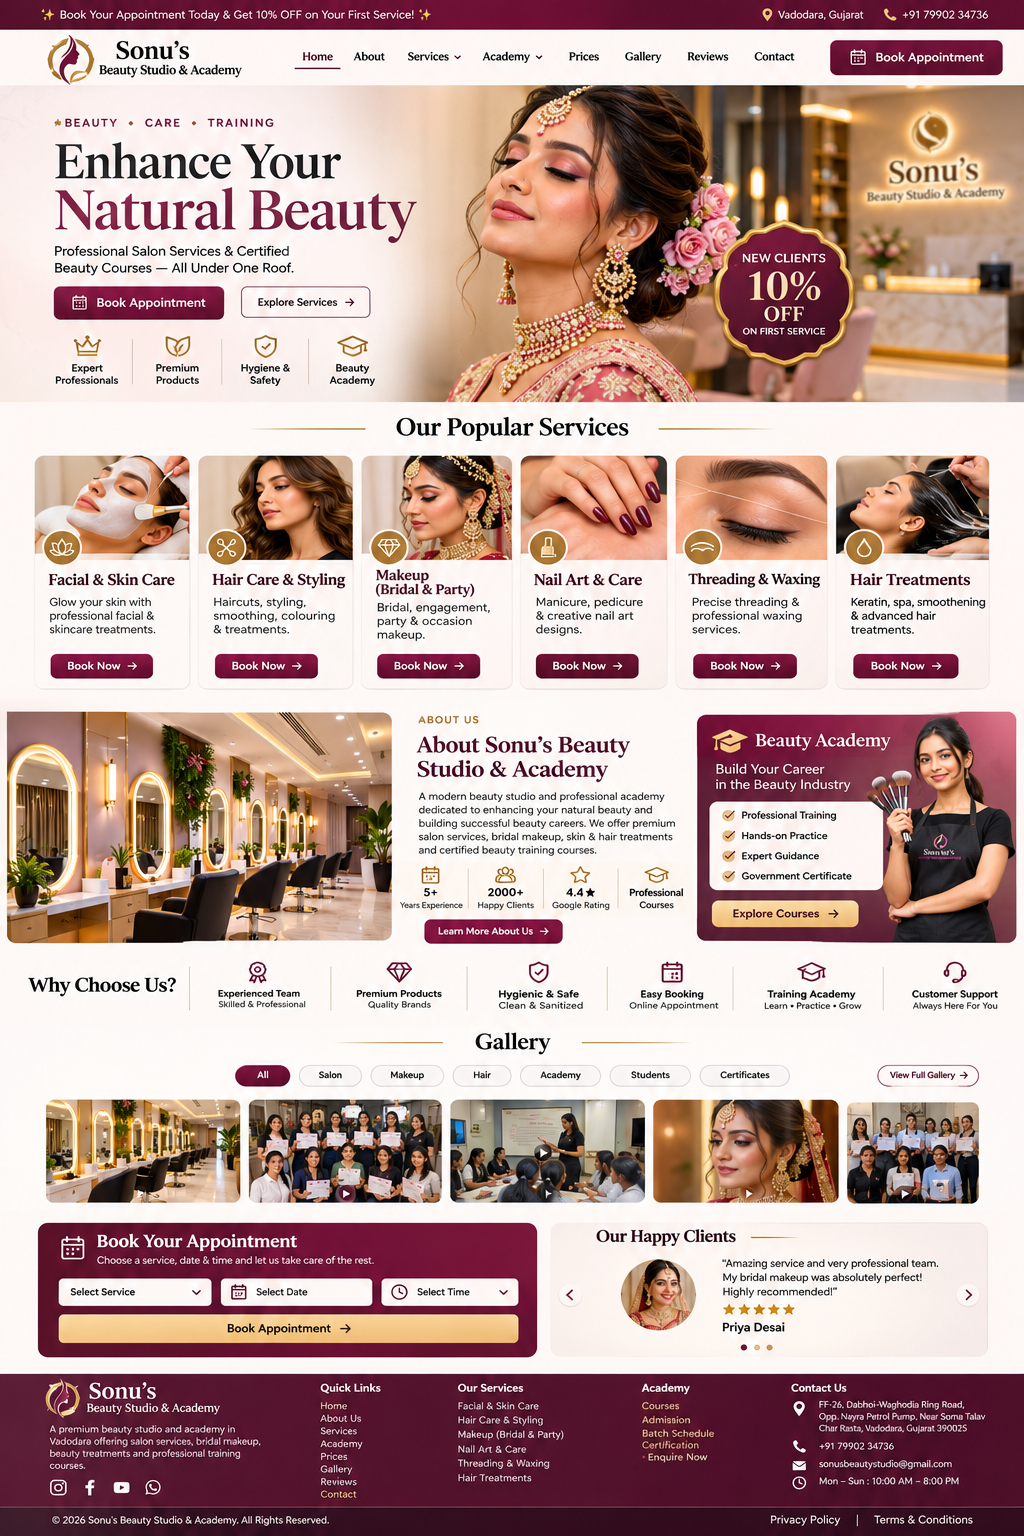 ✨ Book Your Appointment Today & Get 10% OFF on Your First Service! ✨
Vadodara, Gujarat
+91 79902 34736
Sonu's
Beauty Studio & Academy
Home
About
Services
Academy
Prices
Gallery
Reviews
Contact
Book Appointment
BEAUTY • CARE • TRAINING
Enhance Your
Natural Beauty
Professional Salon Services & Certified
Beauty Courses — All Under One Roof.
Book Appointment
Explore Services →
Expert
Professionals
Premium
Products
Hygiene &
Safety
Beauty
Academy
Sonu's
Beauty Studio & Academy
NEW CLIENTS
10%
OFF
ON FIRST SERVICE
Our Popular Services
Facial & Skin Care
Glow your skin with
professional facial &
skincare treatments.
Book Now →
Hair Care & Styling
Haircuts, styling,
smoothing, colouring
& treatments.
Book Now →
Makeup
(Bridal & Party)
Bridal, engagement,
party & occasion
makeup.
Book Now →
Nail Art & Care
Manicure, pedicure
& creative nail art
designs.
Book Now →
Threading & Waxing
Precise threading &
professional waxing
services.
Book Now →
Hair Treatments
Keratin, spa, smoothening
& advanced hair
treatments.
Book Now →
ABOUT US
About Sonu's Beauty
Studio & Academy
A modern beauty studio and professional academy
dedicated to enhancing your natural beauty and
building successful beauty careers. We offer premium
salon services, bridal makeup, skin & hair treatments
and certified beauty training courses.
5+
Years Experience
2000+
Happy Clients
4.4★
Google Rating
Professional
Courses
Learn More About Us →
Beauty Academy
Build Your Career
in the Beauty Industry
Professional Training
Hands-on Practice
Expert Guidance
Government Certificate
Explore Courses →
Why Choose Us?
Experienced Team
Skilled & Professional
Premium Products
Quality Brands
Hygienic & Safe
Clean & Sanitized
Easy Booking
Online Appointment
Training Academy
Learn • Practice • Grow
Customer Support
Always Here For You
Gallery
All
Salon
Makeup
Hair
Academy
Students
Certificates
View Full Gallery →
Book Your Appointment
Choose a service, date & time and let us take care of the rest.
Select Service
Select Date
Select Time
Book Appointment →
Our Happy Clients
"Amazing service and very professional team.
My bridal makeup was absolutely perfect!
Highly recommended!"
★★★★★
Priya Desai
Sonu's
Beauty Studio & Academy
A premium beauty studio and academy in
Vadodara offering salon services, bridal makeup,
beauty treatments and professional training
courses.
Quick Links
Home
About Us
Services
Academy
Prices
Gallery
Reviews
Contact
Our Services
Facial & Skin Care
Hair Care & Styling
Makeup (Bridal & Party)
Nail Art & Care
Threading & Waxing
Hair Treatments
Academy
Courses
Admission
Batch Schedule
Certification
Enquire Now
Contact Us
FF-26, Dabhoi-Waghodia Ring Road,
Opp. Nayra Petrol Pump, Near Soma Talav
Char Rasta, Vadodara, Gujarat 390025
+91 79902 34736
sonusbeautystudio@gmail.com
Mon – Sun : 10:00 AM – 8:00 PM
© 2026 Sonu's Beauty Studio & Academy. All Rights Reserved.
Privacy Policy | Terms & Conditions